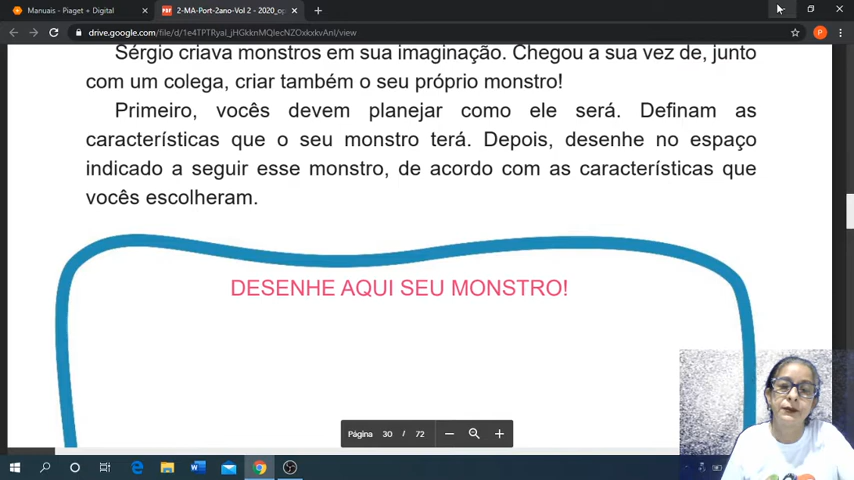 Manuais - Piaget + Digital
2-MA-Port-2ano-Vol 2 - 2020_o
drive.google.com/file/d/1e4TPTRyal_jHGkknMQlecNZOxkxkvAnI/view
P
Sérgio criava monstros em sua imaginação. Chegou a sua vez de, junto
com um colega, criar também o seu próprio monstro!
Primeiro, vocês devem planejar como ele será. Definam as
características que o seu monstro terá. Depois, desenhe no espaço
indicado a seguir esse monstro, de acordo com as características que
vocês escolheram.
DESENHE AQUI SEU MONSTRO!
Página 30 / 72